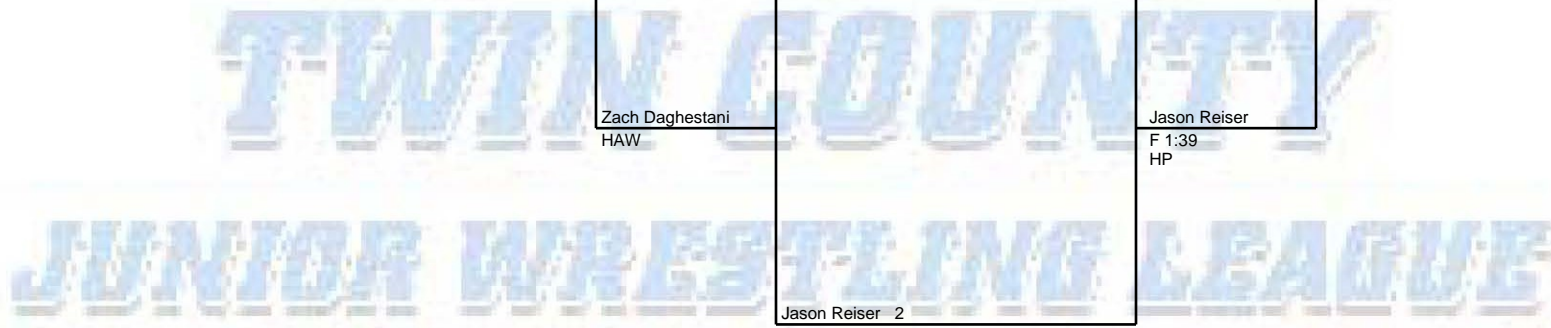 TWIN COUNTY
Zach Daghestani
HAW
Jason Reiser
F 1:39
HP
JUNIOR WRESTLING LEAGUE
Jason Reiser 2